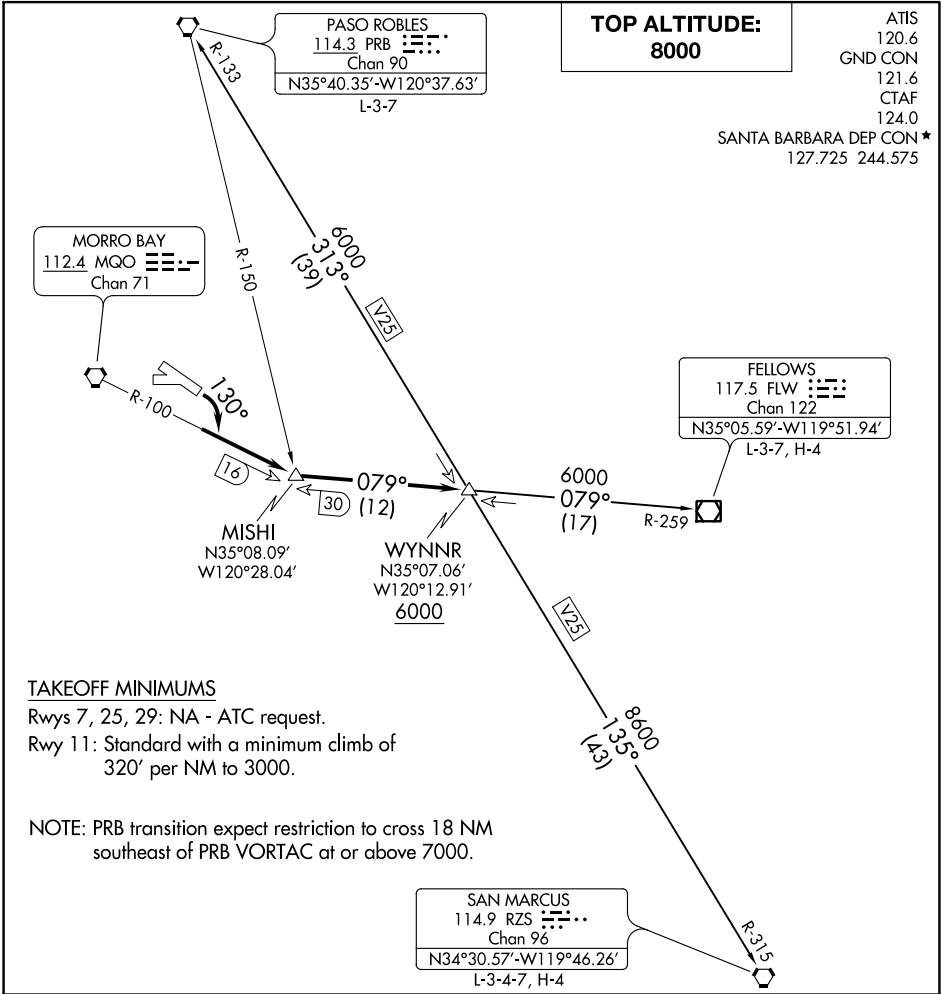 TOP ALTITUDE:
8000
ATIS
120.6
GND CON
121.6
CTAF
124.0
SANTA BARBARA DEP CON ★
127.725 244.575
PASO ROBLES
114.3 PRB
Chan 90
N35°40.35'-W120°37.63'
L-3-7
R-133
R-150
6000
313°
(39)
V25
MORRO BAY
112.4 MQO
Chan 71
R-100
130°
16
30
079°
(12)
MISHI
N35°08.09'
W120°28.04'
WYNNR
N35°07.06'
W120°12.91'
6000
6000
079°
(17)
R-259
FELLOWS
117.5 FLW
Chan 122
N35°05.59'-W119°51.94'
L-3-7, H-4
V25
8600
135°
(43)
R-315
TAKEOFF MINIMUMS
Rwys 7, 25, 29: NA - ATC request.
Rwy 11: Standard with a minimum climb of
320' per NM to 3000.
NOTE: PRB transition expect restriction to cross 18 NM
southeast of PRB VORTAC at or above 7000.
SAN MARCUS
114.9 RZS
Chan 96
N34°30.57'-W119°46.26'
L-3-4-7, H-4